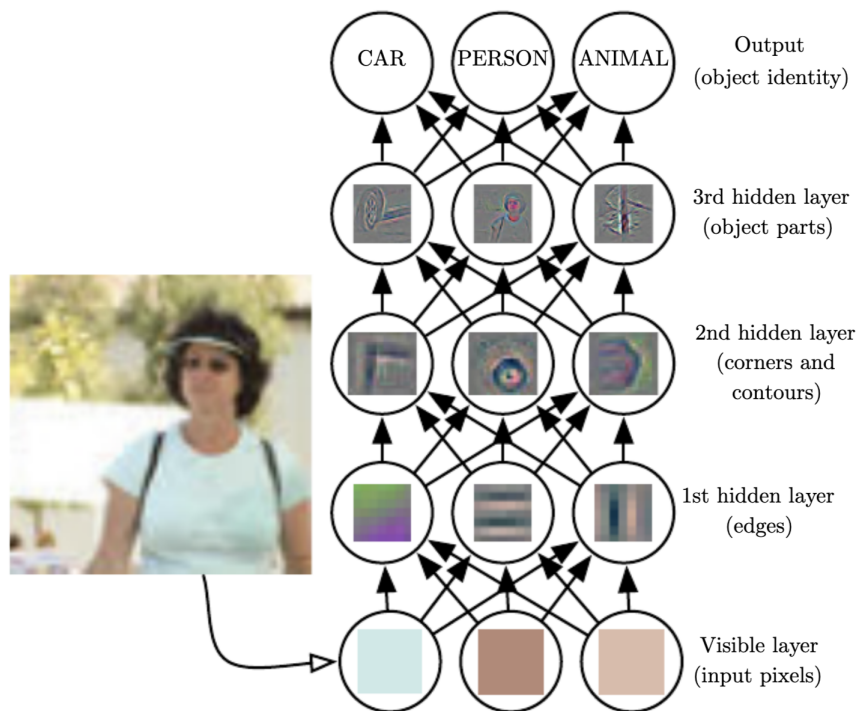 CAR
PERSON
ANIMAL
Output
(object identity)
3rd hidden layer
(object parts)
2nd hidden layer
(corners and
contours)
1st hidden layer
(edges)
Visible layer
(input pixels)